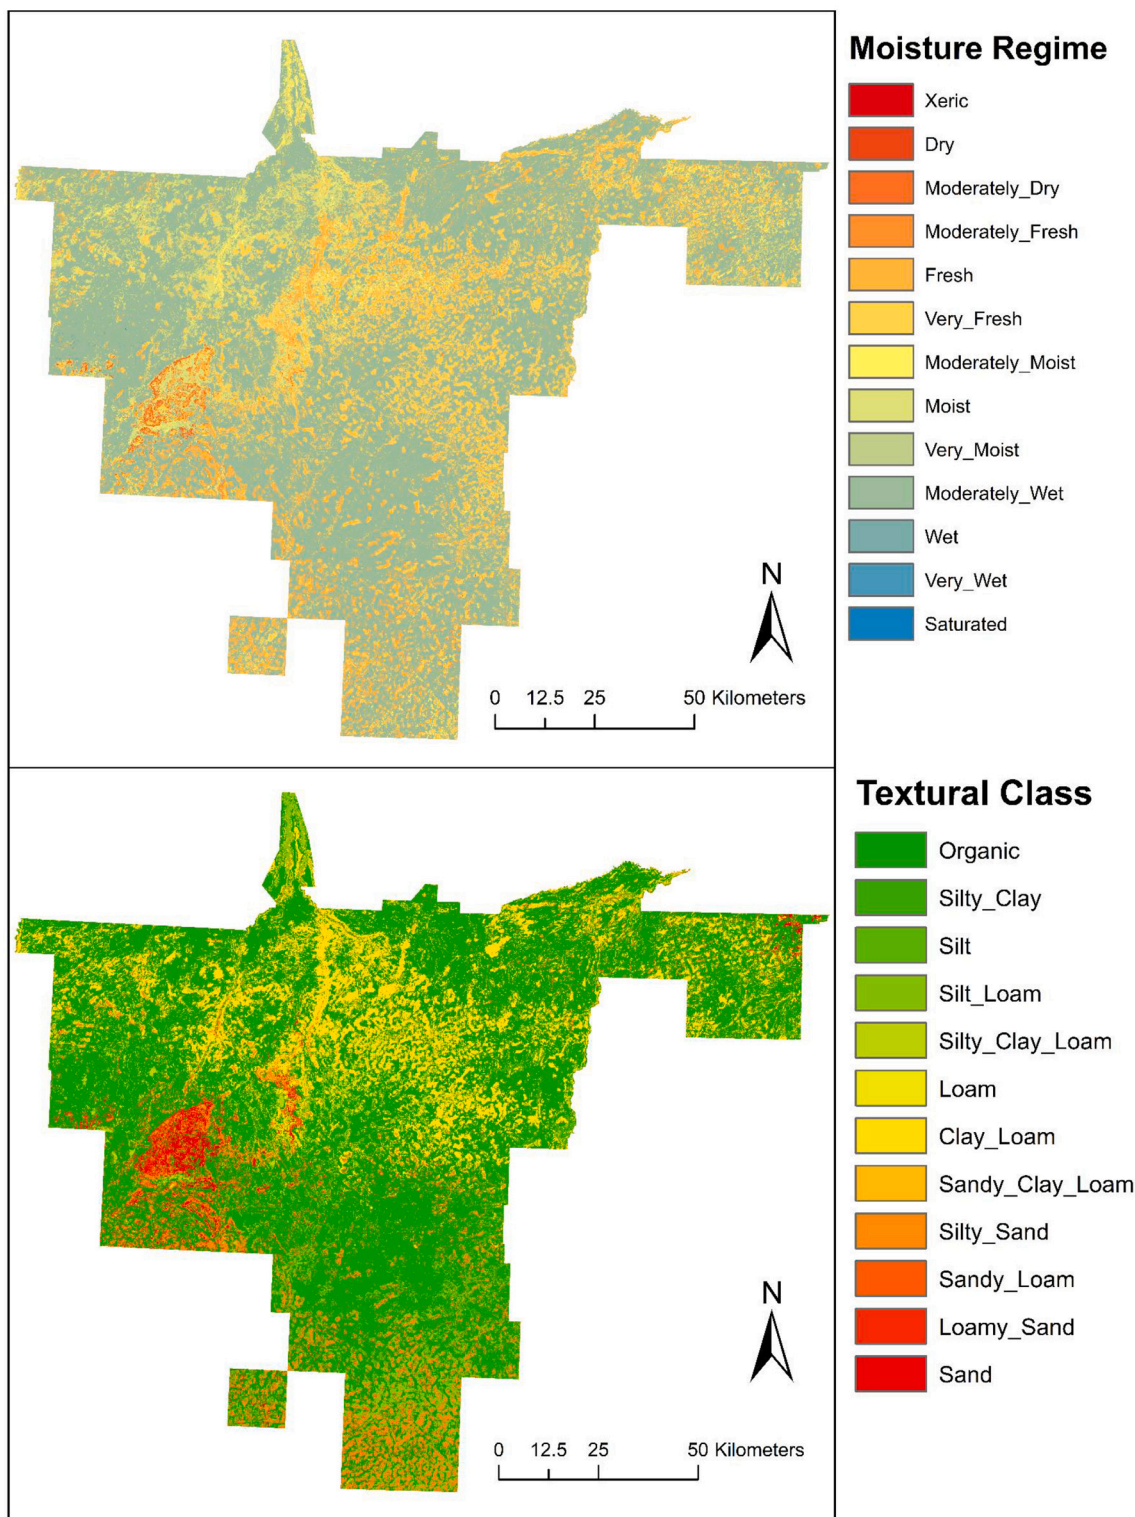 Moisture Regime
Xeric
Dry
Moderately_Dry
Moderately_Fresh
Fresh
Very_Fresh
Moderately_Moist
Moist
Very_Moist
Moderately_Wet
Wet
Very_Wet
Saturated
N
0 12.5 25 50 Kilometers
Textural Class
Organic
Silty_Clay
Silt
Silt_Loam
Silty_Clay_Loam
Loam
Clay_Loam
Sandy_Clay_Loam
Silty_Sand
Sandy_Loam
Loamy_Sand
Sand
N
0 12.5 25 50 Kilometers